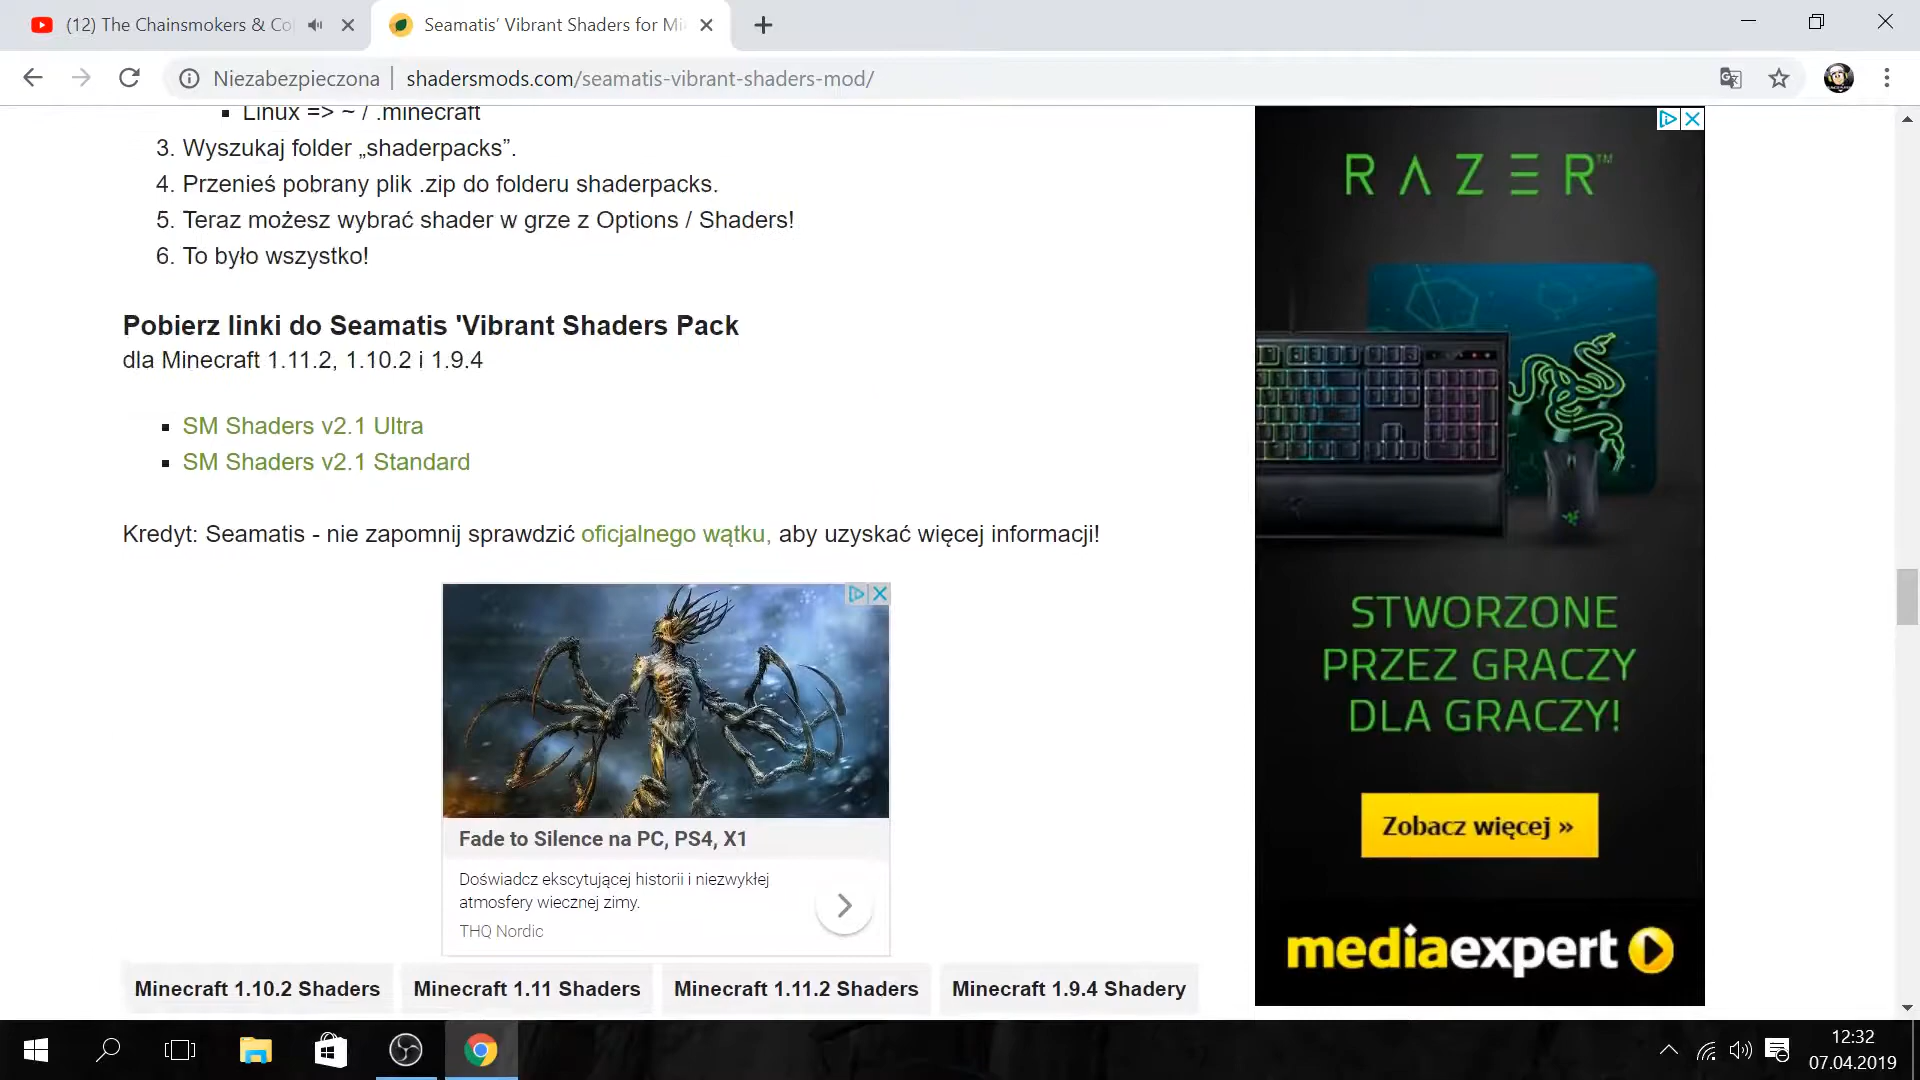 (12) The Chainsmokers & Co
Seamatis’ Vibrant Shaders for Mi
Niezabezpieczona
shadersmods.com/seamatis-vibrant-shaders-mod/
Linux => ~ / .minecraft
3. Wyszukaj folder „shaderpacks”.
4. Przenieś pobrany plik .zip do folderu shaderpacks.
5. Teraz możesz wybrać shader w grze z Options / Shaders!
6. To było wszystko!
Pobierz linki do Seamatis 'Vibrant Shaders Pack
dla Minecraft 1.11.2, 1.10.2 i 1.9.4
SM Shaders v2.1 Ultra
SM Shaders v2.1 Standard
Kredyt: Seamatis - nie zapomnij sprawdzić oficjalnego wątku, aby uzyskać więcej informacji!
Fade to Silence na PC, PS4, X1
Doświadcz ekscytującej historii i niezwykłej
atmosfery wiecznej zimy.
THQ Nordic
Minecraft 1.10.2 Shaders
Minecraft 1.11 Shaders
Minecraft 1.11.2 Shaders
Minecraft 1.9.4 Shadery
RAZER™
STWORZONE
PRZEZ GRACZY
DLA GRACZY!
Zobacz więcej »
mediaexpert
12:32
07.04.2019